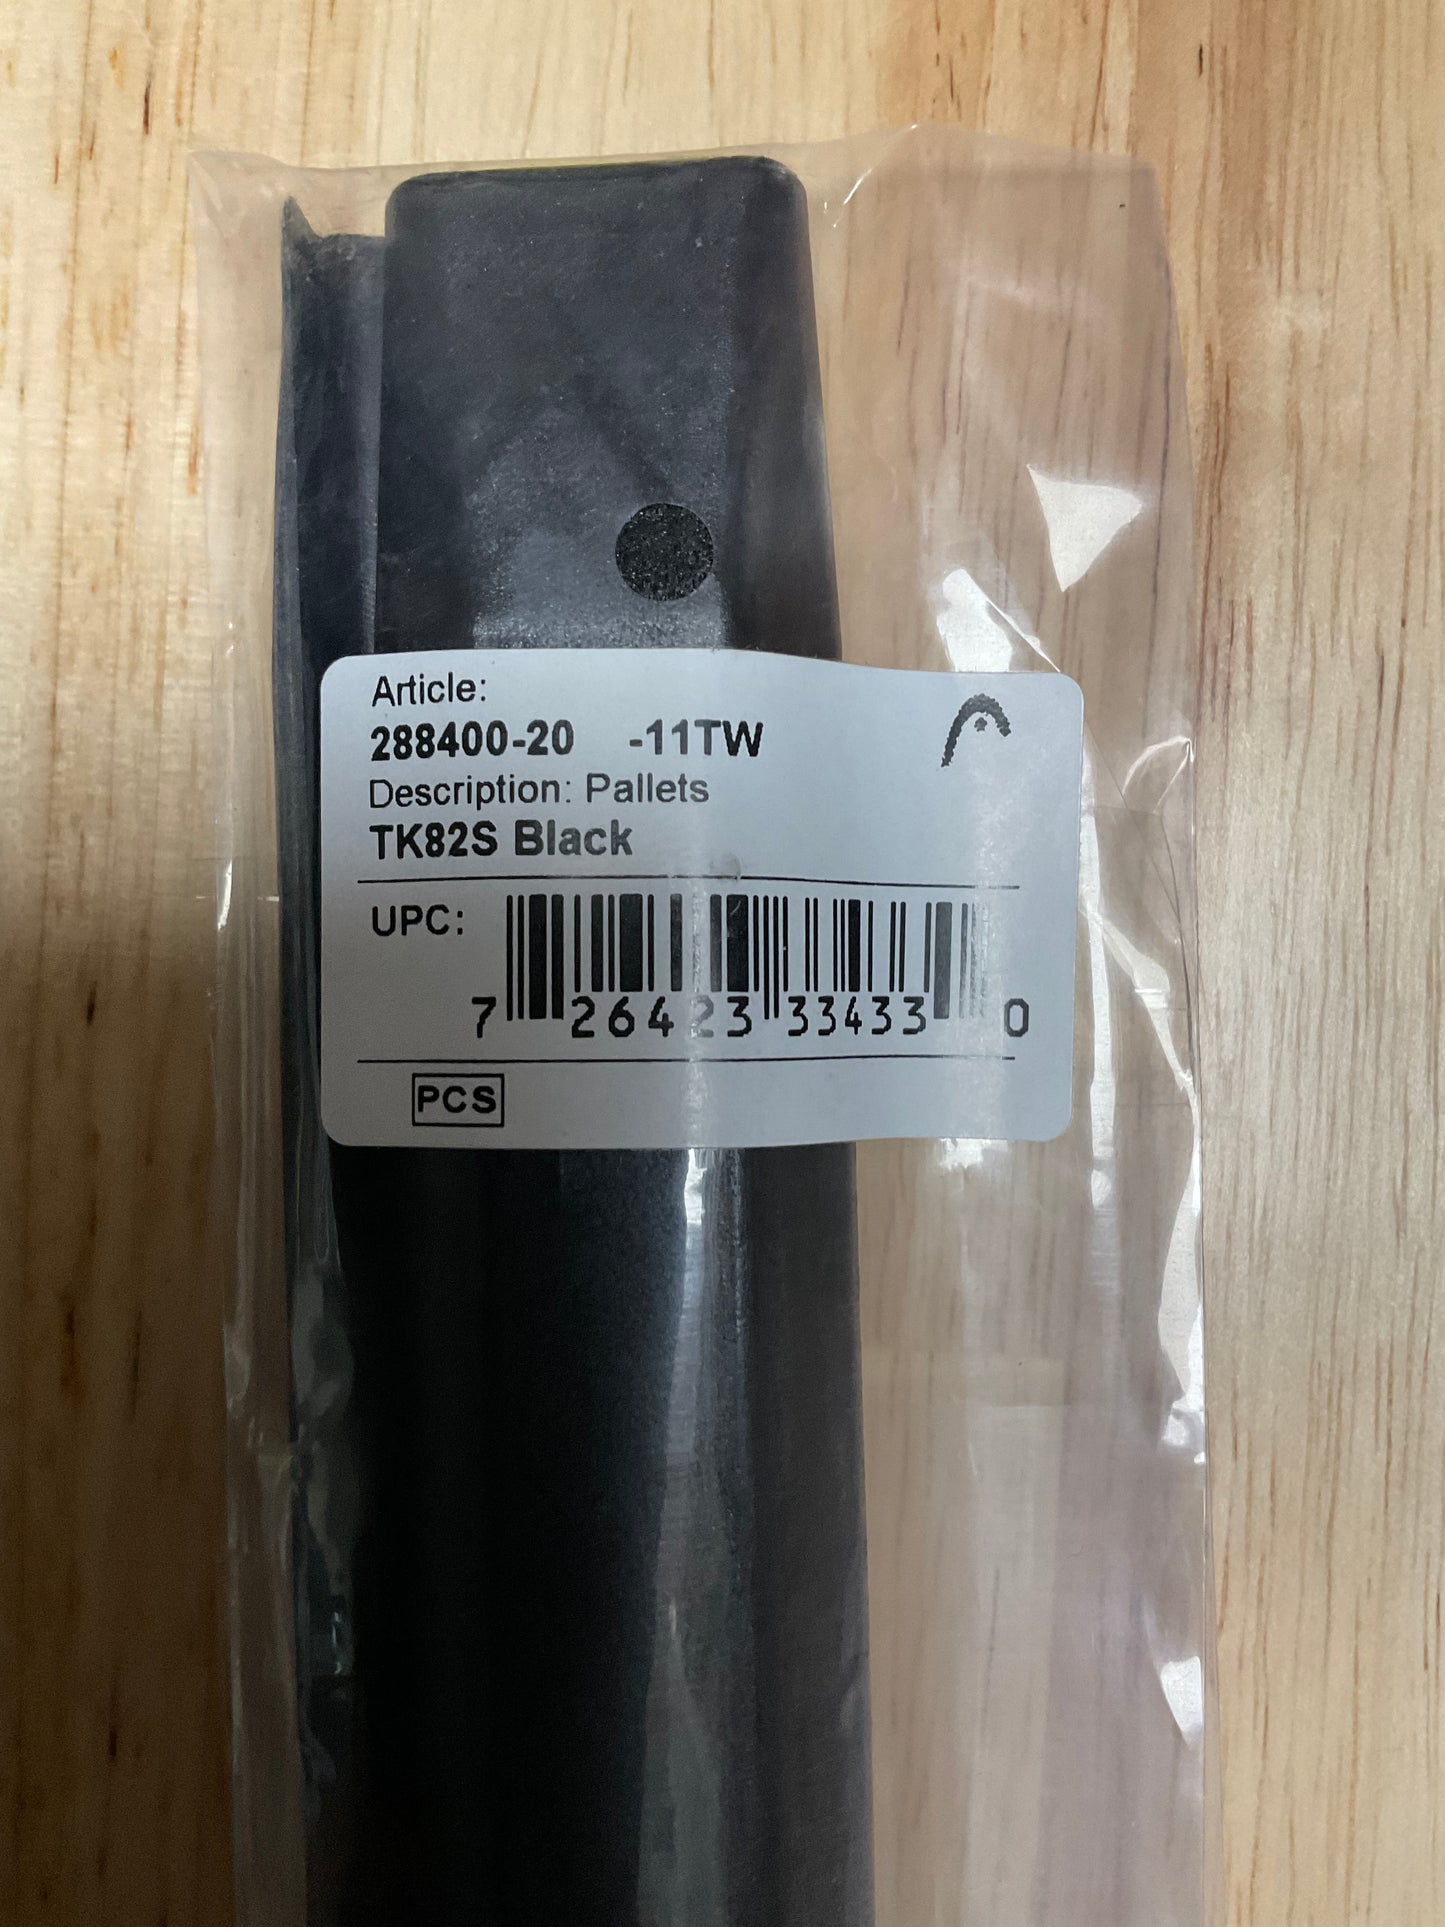 Article:
288400-20 -11TW
Description: Pallets
TK82S Black
UPC:
7 26423 33433 0
PCS